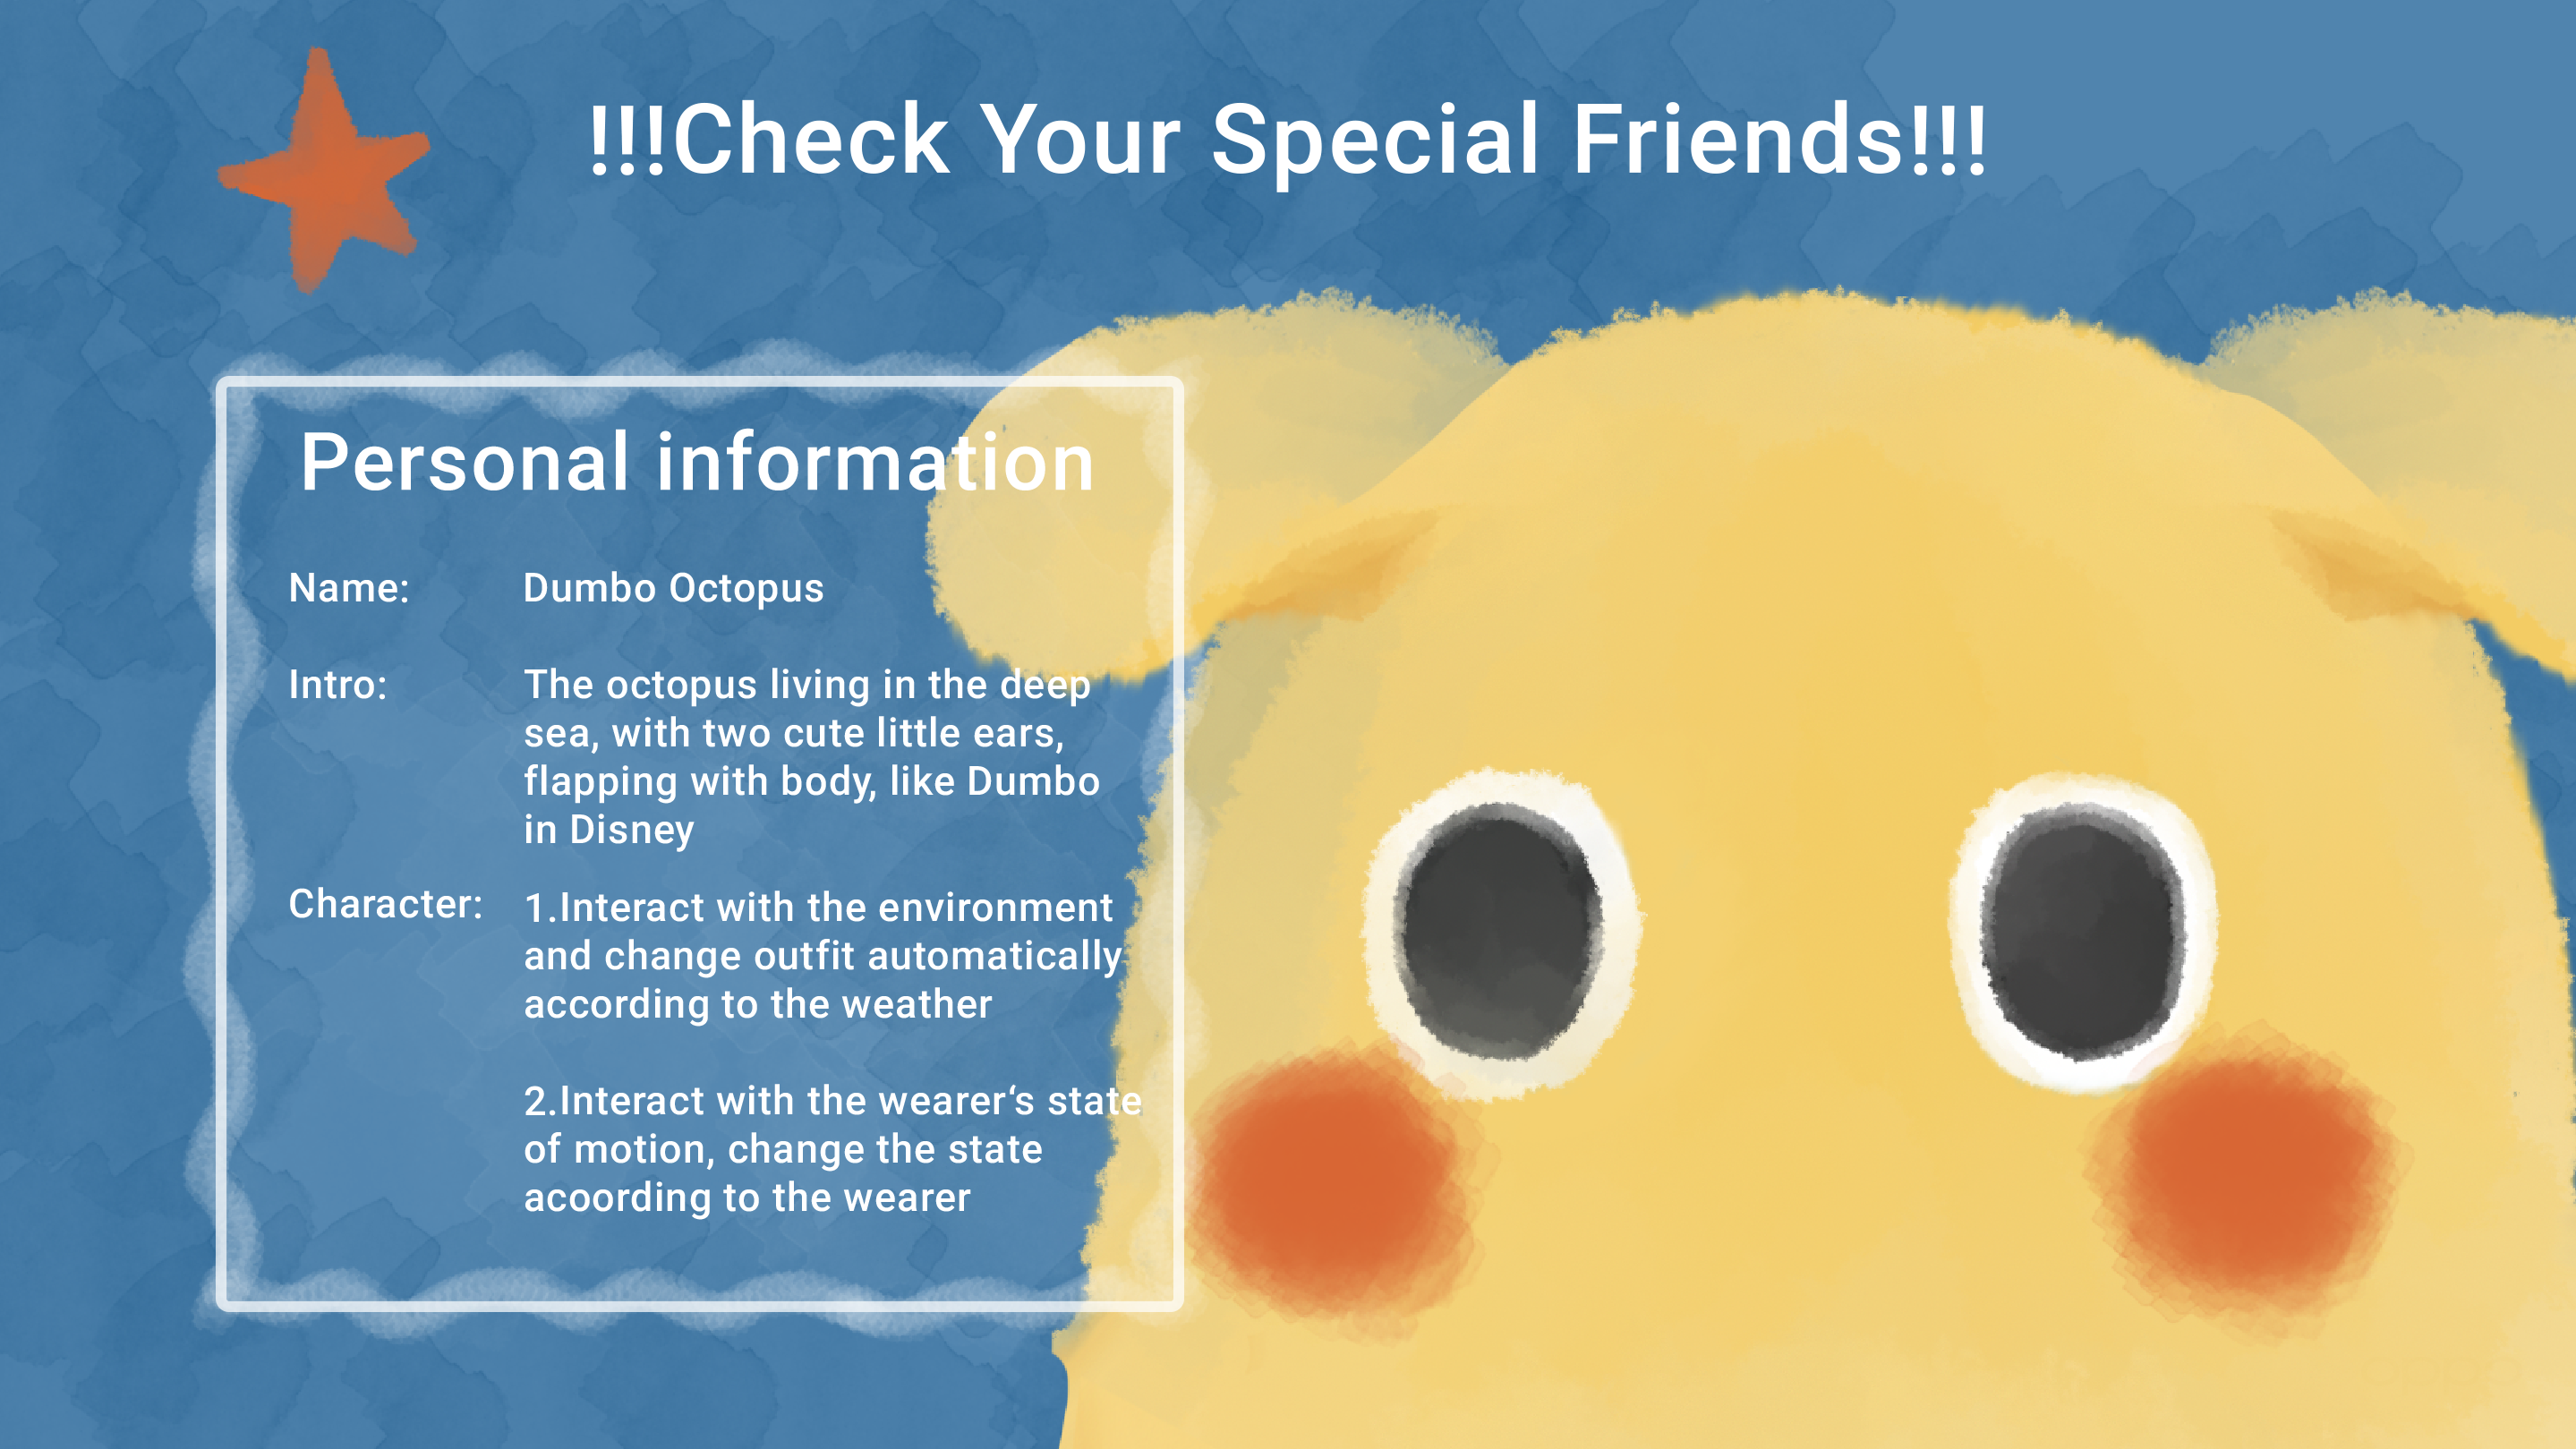 !!!Check Your Special Friends!!!
Personal information
Name: Dumbo Octopus
Intro: The octopus living in the deep
sea, with two cute little ears,
flapping with body, like Dumbo
in Disney
Character: 1.Interact with the environment
and change outfit automatically
according to the weather
2.Interact with the wearer‘s state
of motion, change the state
acoording to the wearer